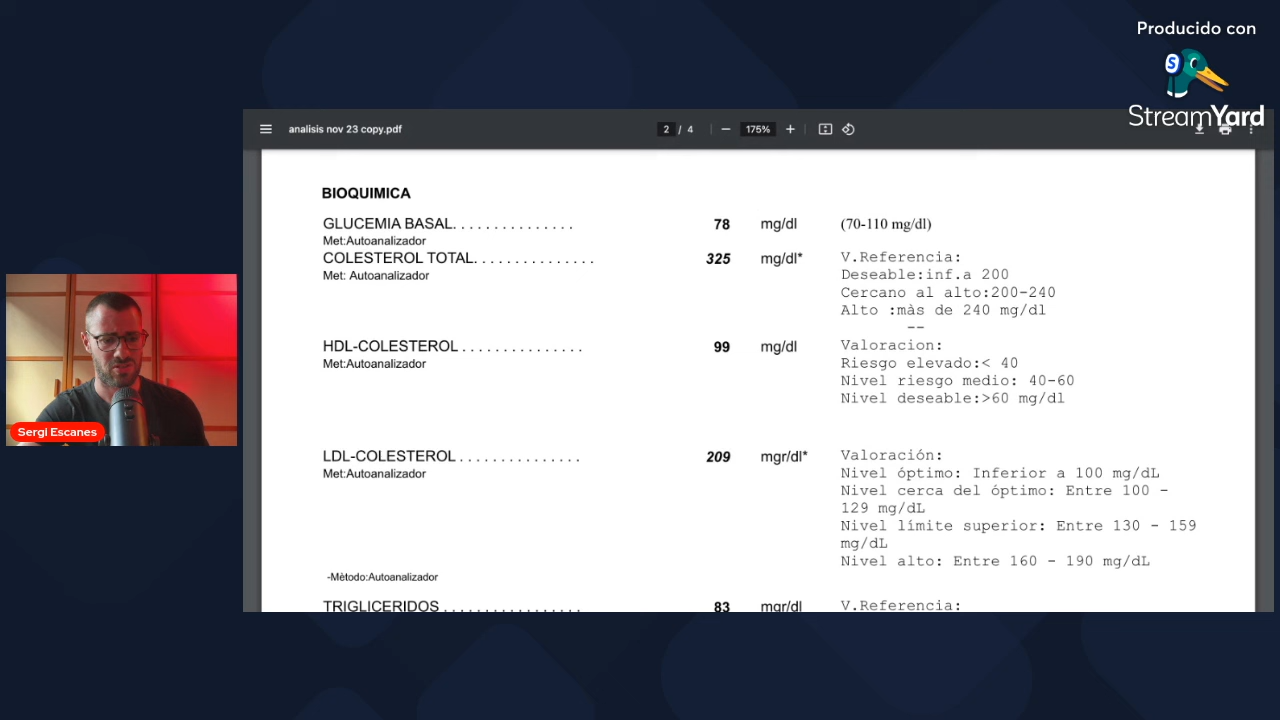 Producido con
StreamYard
analisis nov 23 copy.pdf 2 / 4 175%
BIOQUIMICA
GLUCEMIA BASAL. . . . . . . . . . . . . . . 78 mg/dl (70-110 mg/dl)
Met:Autoanalizador
COLESTEROL TOTAL. . . . . . . . . . . . . . . 325 mg/dl* V.Referencia:
Met: Autoanalizador Deseable:inf.a 200
Cercano al alto:200-240
Alto :màs de 240 mg/dl
--
HDL-COLESTEROL . . . . . . . . . . . . . . . 99 mg/dl Valoracion:
Met:Autoanalizador Riesgo elevado:< 40
Nivel riesgo medio: 40-60
Nivel deseable:>60 mg/dl
Sergi Escanes
LDL-COLESTEROL . . . . . . . . . . . . . . . 209 mgr/dl* Valoración:
Met:Autoanalizador Nivel óptimo: Inferior a 100 mg/dL
Nivel cerca del óptimo: Entre 100 -
129 mg/dL
Nivel límite superior: Entre 130 - 159
mg/dL
Nivel alto: Entre 160 - 190 mg/dL
-Mètodo:Autoanalizador
TRIGLICERIDOS . . . . . . . . . . . . . . . 83 mgr/dl V.Referencia: